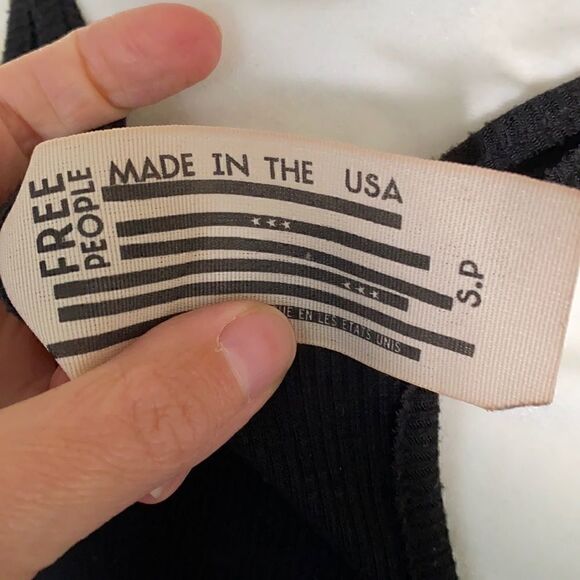 FREE
PEOPLE
MADE IN THE USA
EN LES ETATS UNIS
S.P